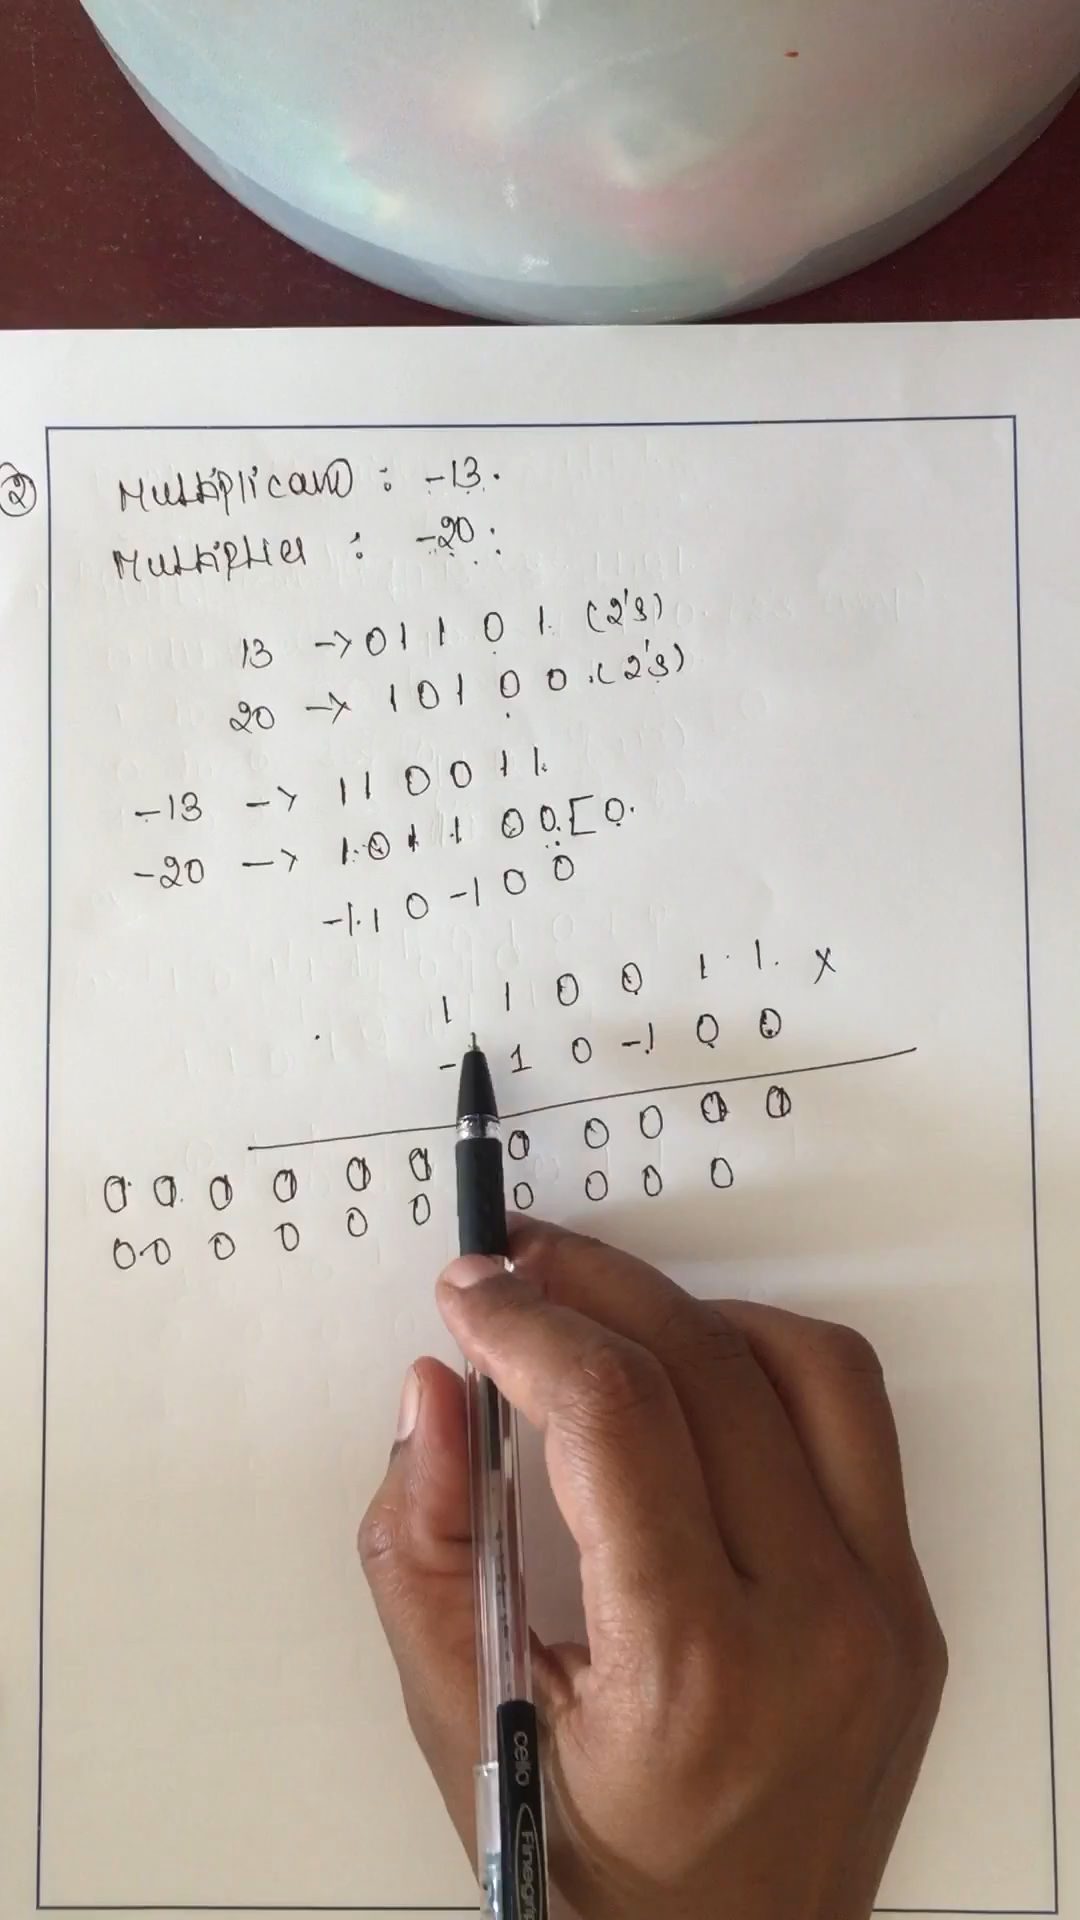 ②
Multiplicand : -13.
Multiplier : -20.
13 -> 0 1 1 0 1. (2's)
20 -> 1 0 1 0 0. (2's)
-13 -> 1 1 0 0 1 1.
-20 -> 1 0 1 1 0 0. [0.
-1 1 0 -1 0 0
1 1 0 0 1 1 x
- 1 0 -1 0 0
0 0 0 0 0 0 0 0 0 0 0
0 0 0 0 0 0 0 0 0 0
cello
Finegrip